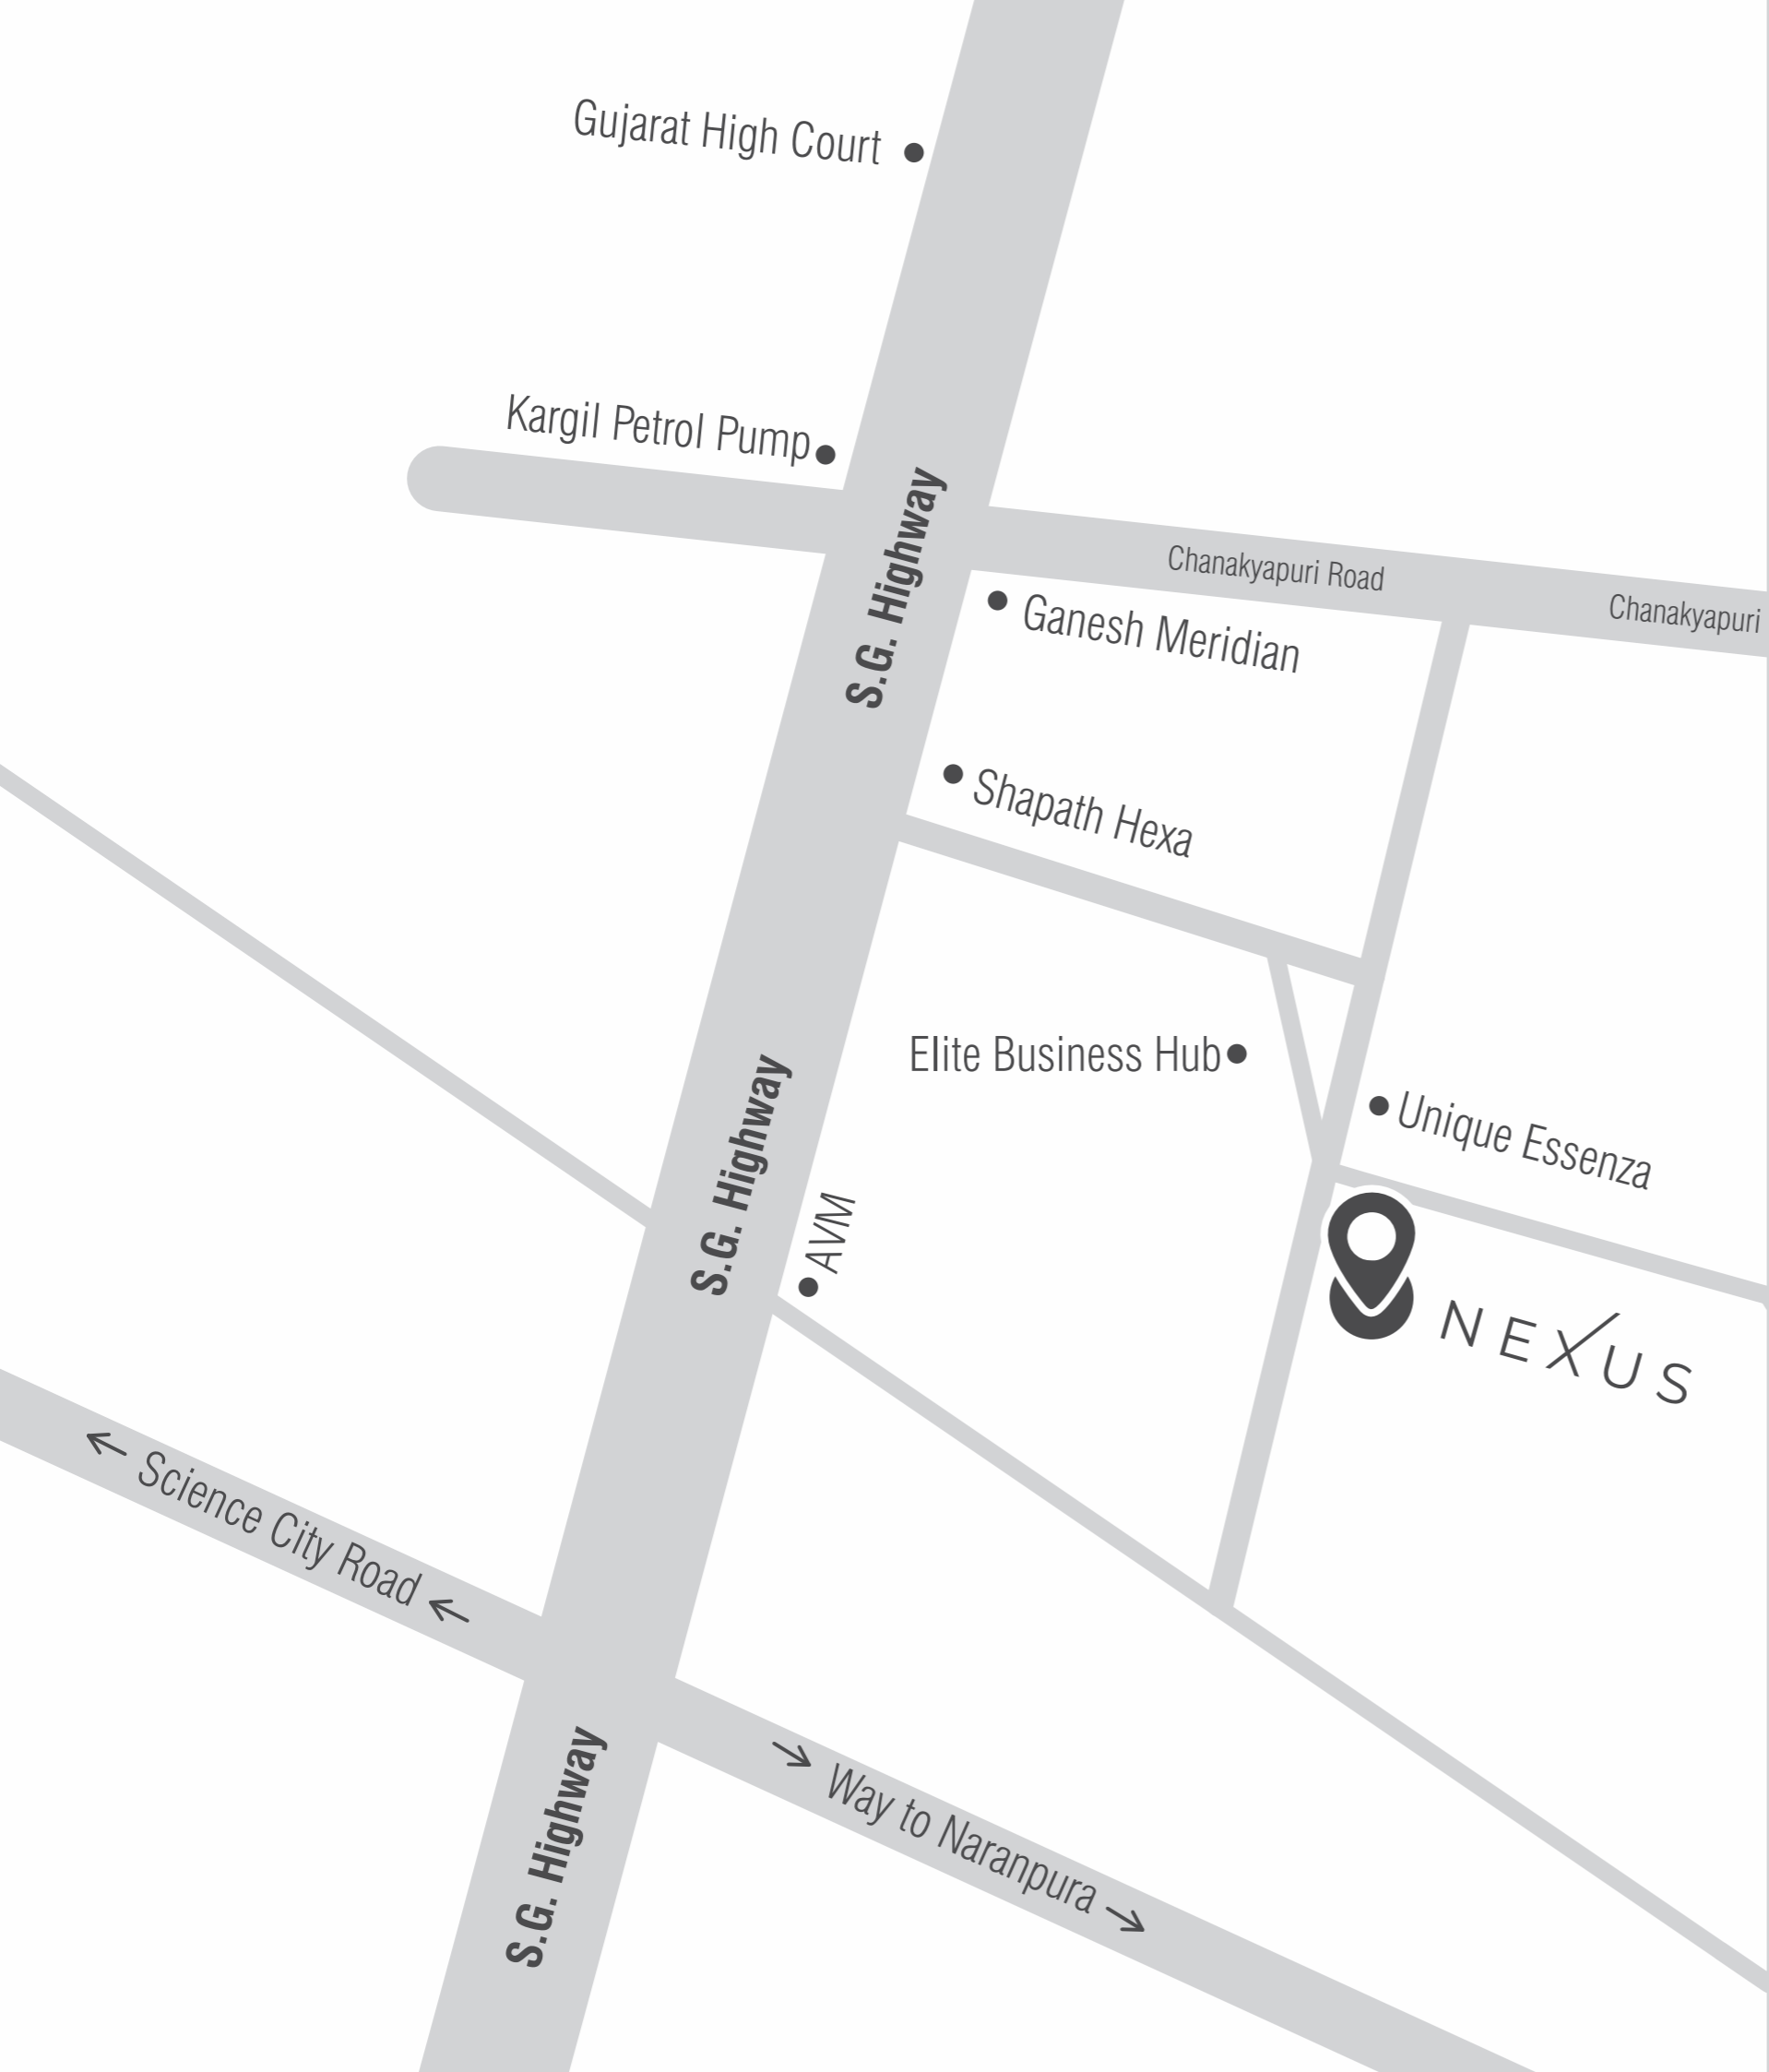 Gujarat High Court
Kargil Petrol Pump
S.G. Highway
Chanakyapuri Road
Chanakyapuri
Ganesh Meridian
Shapath Hexa
Elite Business Hub
S.G. Highway
AVM
Unique Essenza
NEXUS
← Science City Road ←
→ Way to Naranpura →
S.G. Highway